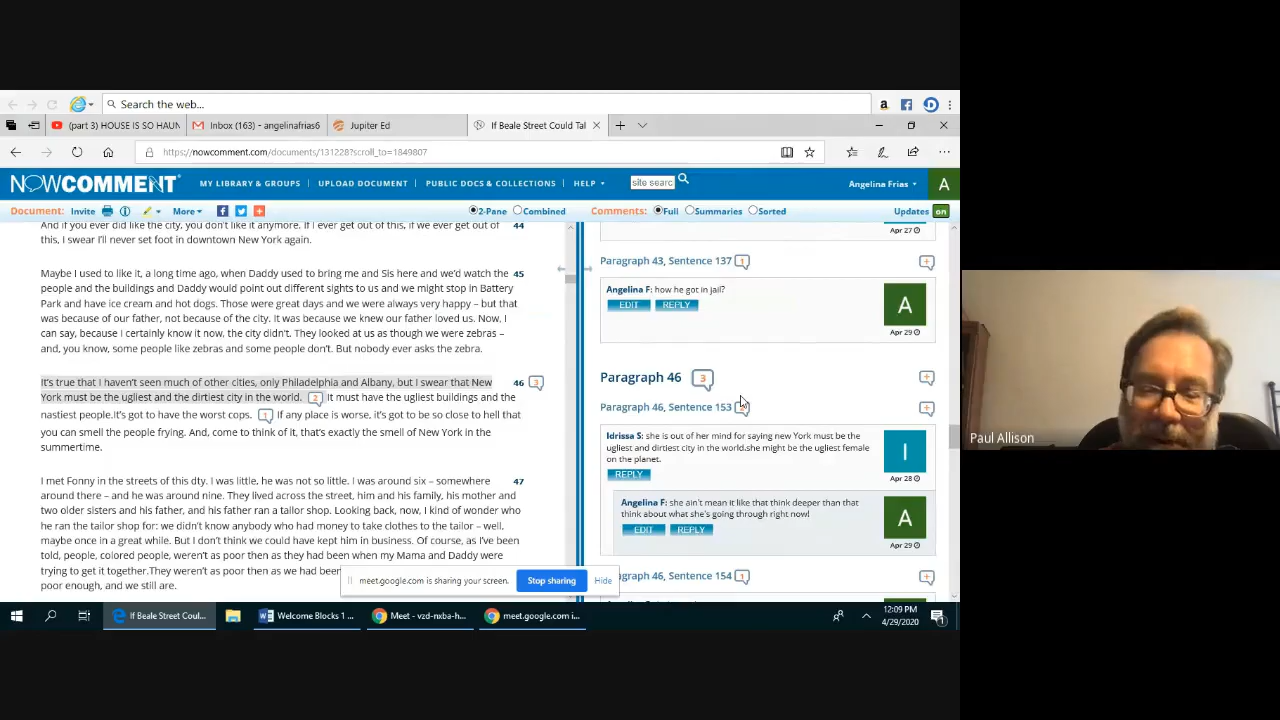 Search the web...
(part 3) HOUSE IS SO HAUN
Inbox (163) - angelinafrias6
Jupiter Ed
If Beale Street Could Tal
https://nowcomment.com/documents/131228?scroll_to=1849807
NOWCOMMENT
MY LIBRARY & GROUPS
UPLOAD DOCUMENT
PUBLIC DOCS & COLLECTIONS
HELP
site searc
Angelina Frias
A
Document:
Invite
More
2-Pane
Combined
Comments:
Full
Summaries
Sorted
Updates
on
And if you ever did like the city, you don't like it anymore. If I ever get out of this, if we ever get out of 44
this, I swear I'll never set foot in downtown New York again.
Maybe I used to like it, a long time ago, when Daddy used to bring me and Sis here and we'd watch the 45
people and the buildings and Daddy would point out different sights to us and we might stop in Battery
Park and have ice cream and hot dogs. Those were great days and we were always very happy – but that
was because of our father, not because of the city. It was because we knew our father loved us. Now, I
can say, because I certainly know it now, the city didn't. They looked at us as though we were zebras –
and, you know, some people like zebras and some people don't. But nobody ever asks the zebra.
It's true that I haven't seen much of other cities, only Philadelphia and Albany, but I swear that New 46 3
York must be the ugliest and the dirtiest city in the world. 2 It must have the ugliest buildings and the
nastiest people.It's got to have the worst cops. 1 If any place is worse, it's got to be so close to hell that
you can smell the people frying. And, come to think of it, that's exactly the smell of New York in the
summertime.
I met Fonny in the streets of this city. I was little, he was not so little. I was around six – somewhere 47
around there – and he was around nine. They lived across the street, him and his family, his mother and
two older sisters and his father, and his father ran a tailor shop. Looking back, now, I kind of wonder who
he ran the tailor shop for: we didn't know anybody who had money to take clothes to the tailor – well,
maybe once in a great while. But I don't think we could have kept him in business. Of course, as I've been
told, people, colored people, weren't as poor then as they had been when my Mama and Daddy were
trying to get it together.They weren't as poor then as we had been
poor enough, and we still are.
Apr 27
Paragraph 43, Sentence 137 1
Angelina F: how he got in jail?
EDIT
REPLY
A
Apr 29
Paragraph 46 3
Paragraph 46, Sentence 153
Idrissa S: she is out of her mind for saying new York must be the
ugliest and dirtiest city in the world.she might be the ugliest female
on the planet.
REPLY
I
Apr 28
Angelina F: she ain't mean it like that think deeper than that
think about what she's going through right now!
EDIT
REPLY
A
Apr 29
agraph 46, Sentence 154 1
meet.google.com is sharing your screen.
Stop sharing
Hide
If Beale Street Coul...
Welcome Blocks 1 ...
Meet - vzd-nxba-h...
meet.google.com i...
12:09 PM
4/29/2020
Paul Allison